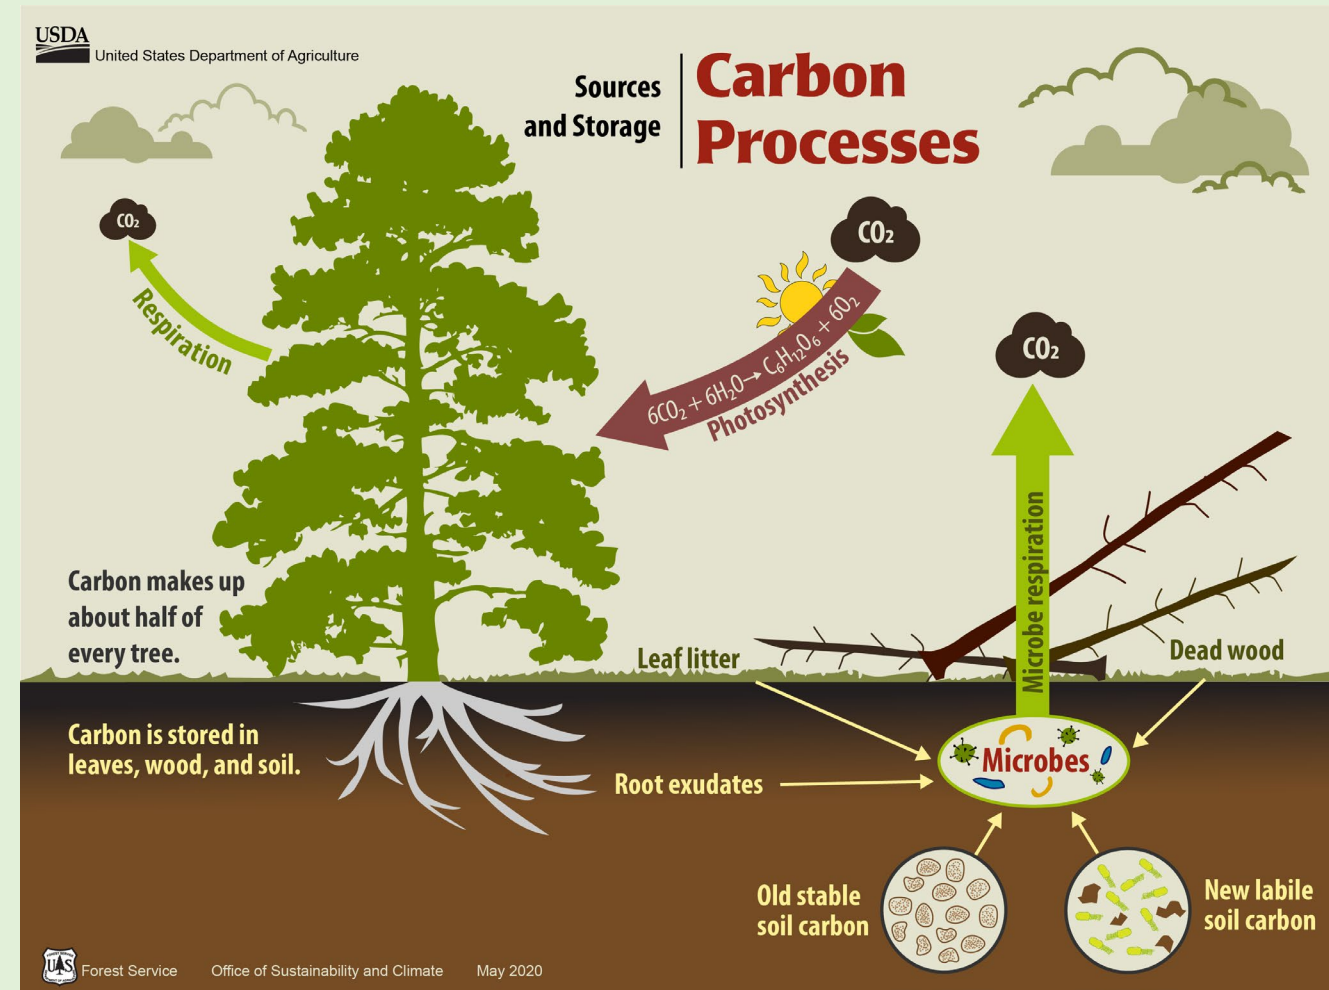 USDA
United States Department of Agriculture
Sources
and Storage
Carbon
Processes
CO₂
Respiration
CO₂
6CO₂ + 6H₂O→ C₆H₁₂O₆ + 6O₂
Photosynthesis
CO₂
Microbe respiration
Carbon makes up
about half of
every tree.
Leaf litter
Dead wood
Carbon is stored in
leaves, wood, and soil.
Root exudates
Microbes
Old stable
soil carbon
New labile
soil carbon
UAS
Forest Service
Office of Sustainability and Climate
May 2020